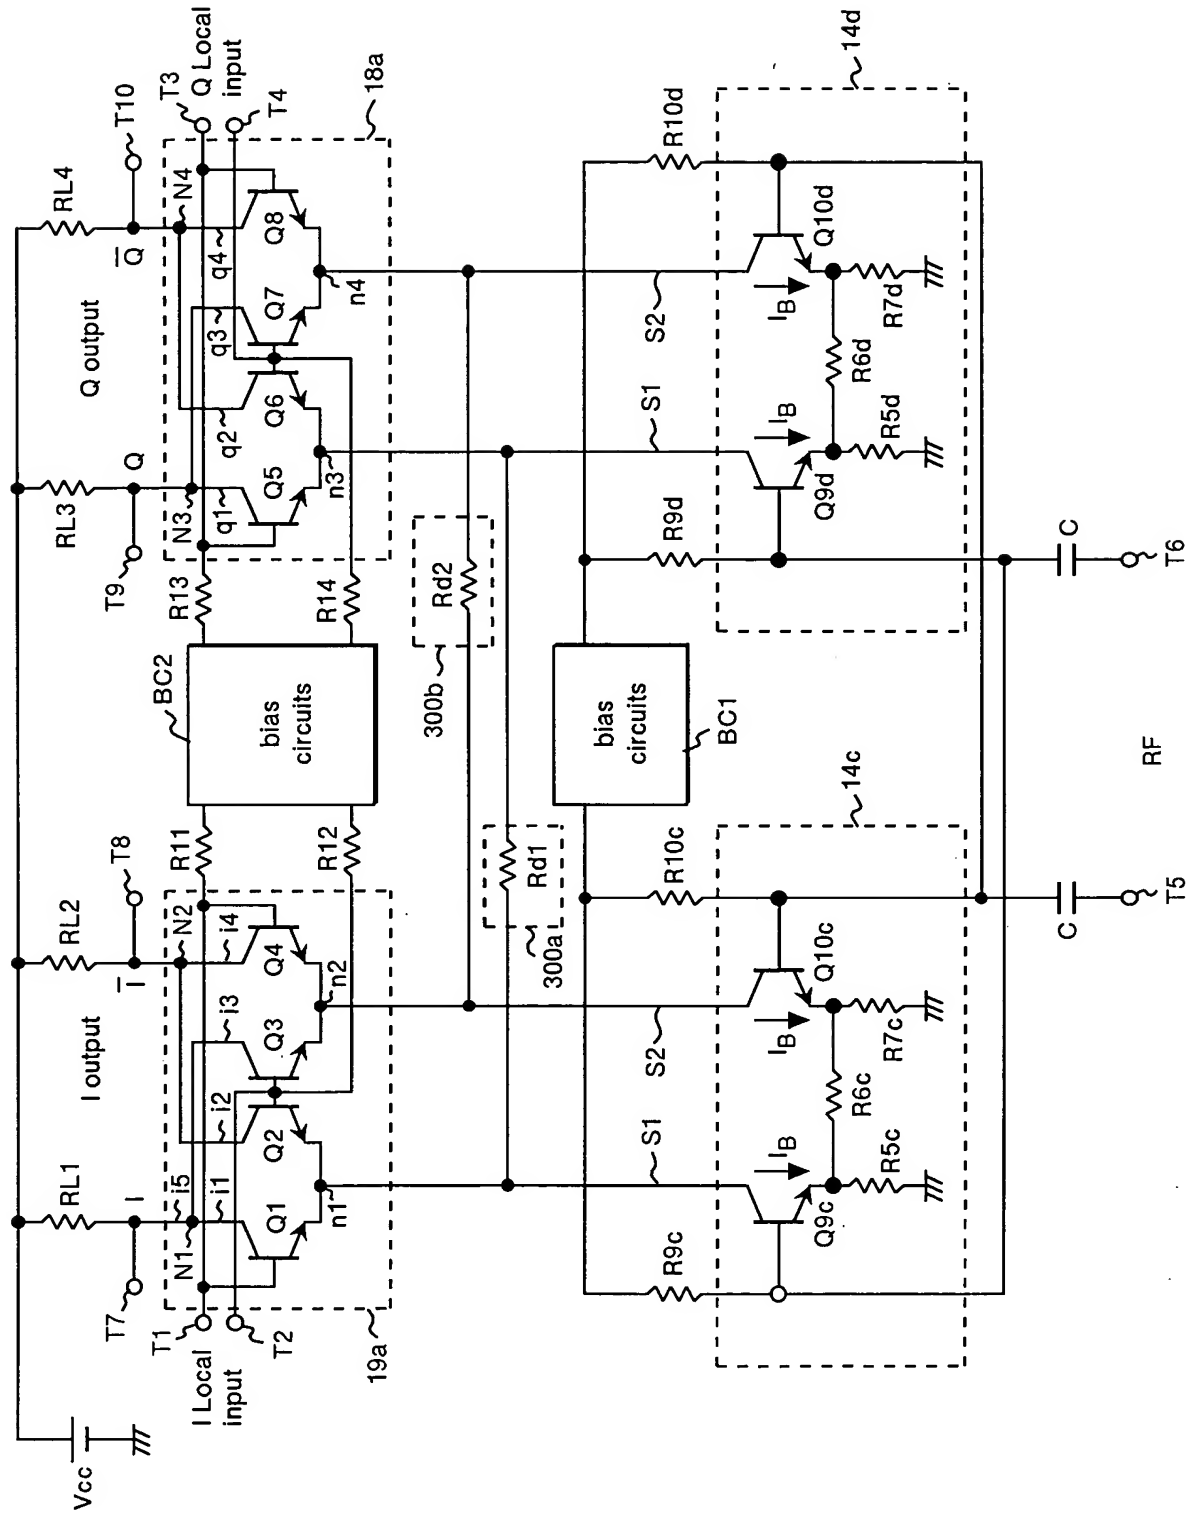 Vcc
RL1
RL2
RL3
RL4
T7
I
I output
I
T8
T9
Q
Q output
Q
T10
T1
I Local
input
T2
N1
i5
i1
i2
i3
i4
N2
Q1
Q2
Q3
Q4
n1
n2
19a
R11
R12
BC2
bias
circuits
R13
R14
N3
q1
q2
q3
q4
N4
Q5
Q6
Q7
Q8
n3
n4
T3
Q Local
input
T4
18a
Rd1
300a
Rd2
300b
S1
S2
S1
S2
R9c
R10c
bias
circuits
BC1
R9d
R10d
14c
14d
Q9c
IB
IB
Q10c
R5c
R6c
R7c
Q9d
IB
IB
Q10d
R5d
R6d
R7d
C
T5
RF
C
T6